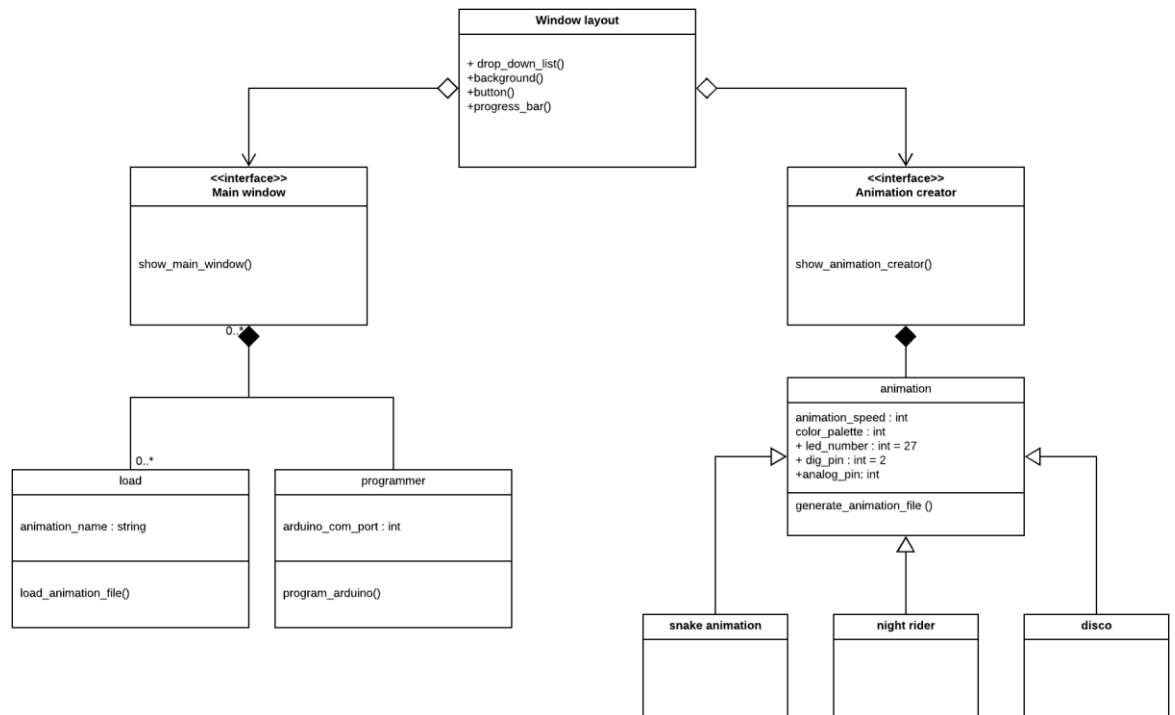 Window layout
+ drop_down_list()
+background()
+button()
+progress_bar()
<<interface>>
Main window
show_main_window()
<<interface>>
Animation creator
show_animation_creator()
0..*
animation
animation_speed : int
color_palette : int
+ led_number : int = 27
+ dig_pin : int = 2
+analog_pin: int
generate_animation_file ()
0..*
load
animation_name : string
load_animation_file()
programmer
arduino_com_port : int
program_arduino()
snake animation
night rider
disco